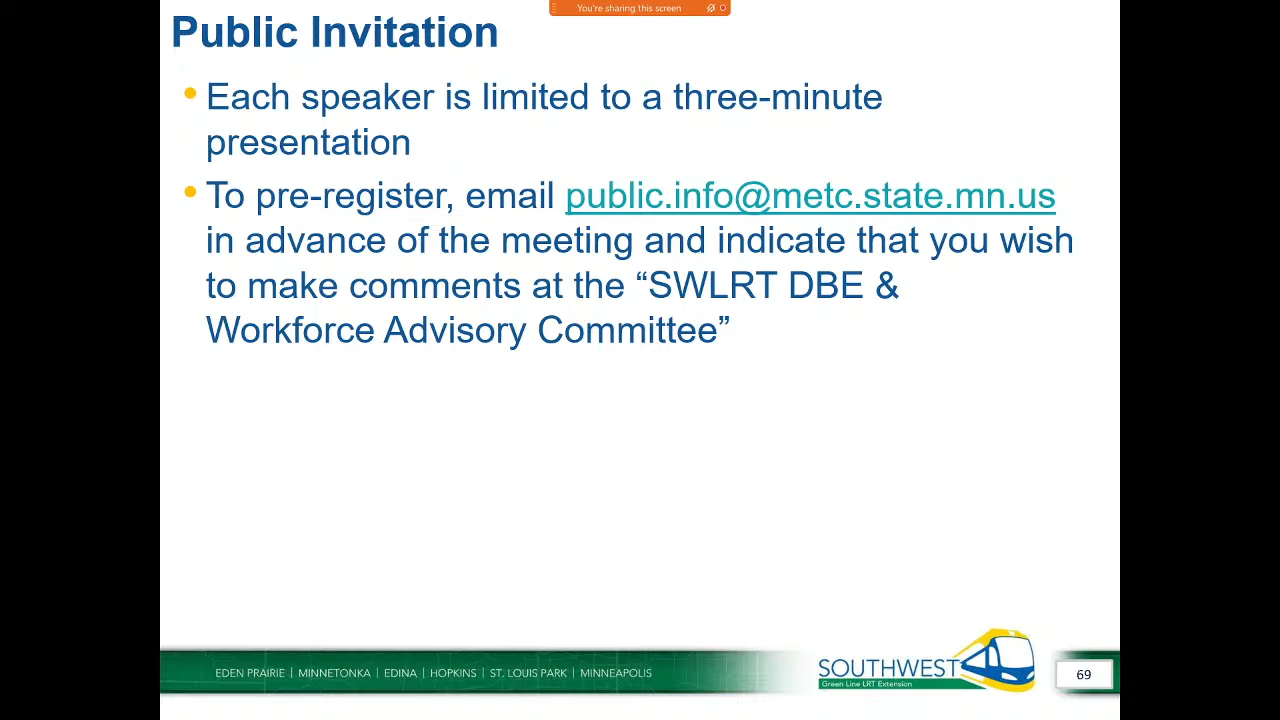 You're sharing this screen
Public Invitation
• Each speaker is limited to a three-minute
presentation
• To pre-register, email public.info@metc.state.mn.us
in advance of the meeting and indicate that you wish
to make comments at the “SWLRT DBE &
Workforce Advisory Committee”
EDEN PRAIRIE | MINNETONKA | EDINA | HOPKINS | ST. LOUIS PARK | MINNEAPOLIS
SOUTHWEST
Green Line LRT Extension
69